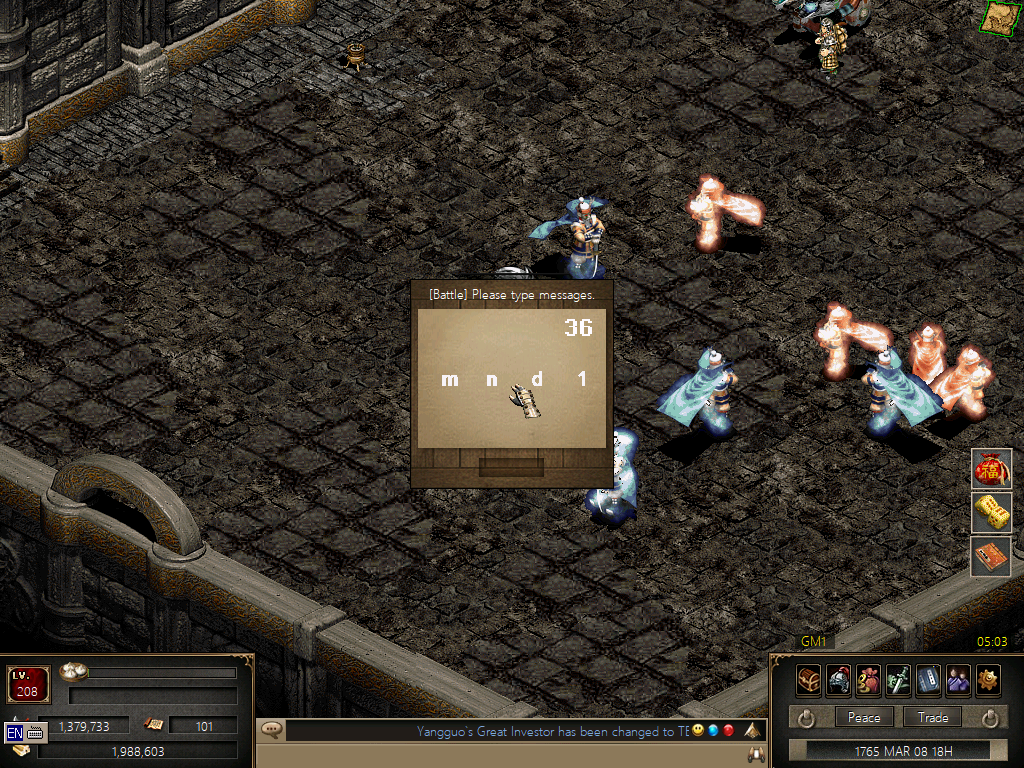 [Battle] Please type messages.
36
m n d 1
福
GM1
05:03
LV.
208
1,379,733
101
EN
1,988,603
Yangguo's Great Investor has been changed to TE
Peace
Trade
1765 MAR 08 18H